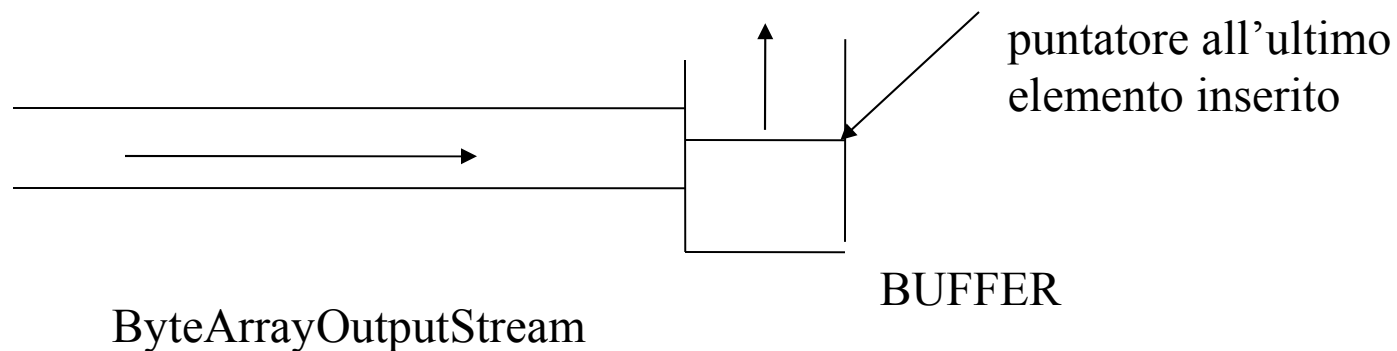 puntatore all’ultimo
elemento inserito
BUFFER
ByteArrayOutputStream